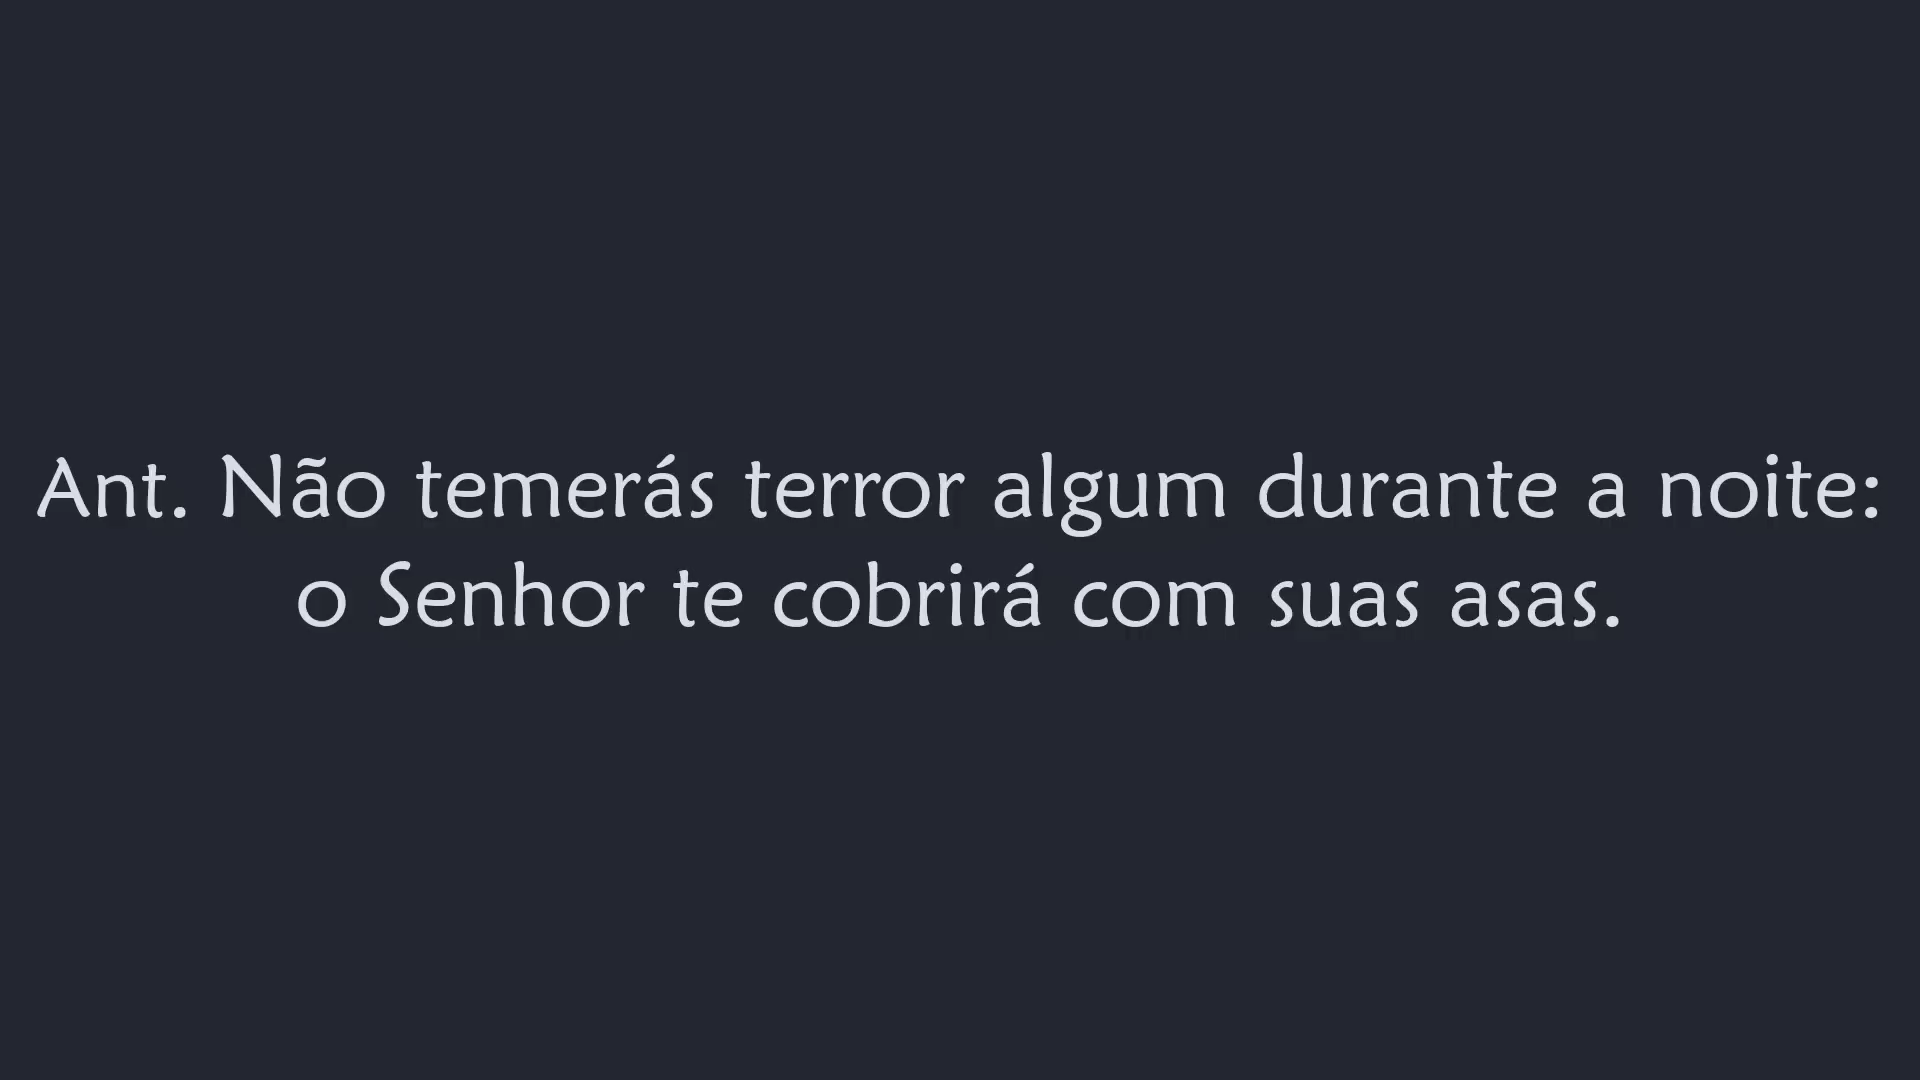 Ant. Não temerás terror algum durante a noite:
o Senhor te cobrirá com suas asas.